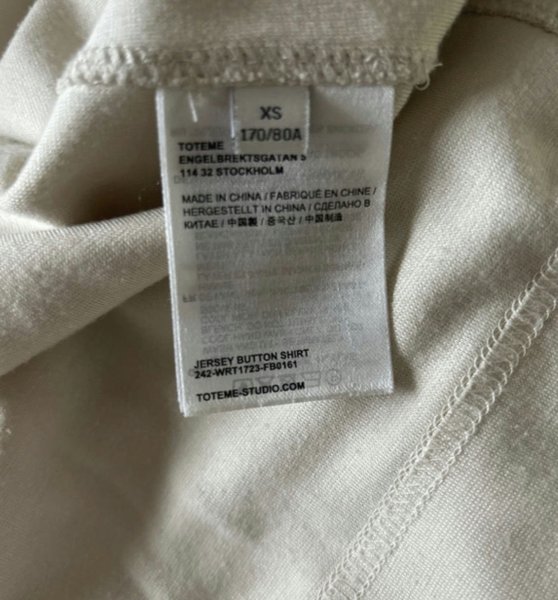 XS
170/80A
TOTEME
ENGELBREKTSGATAN 5
114 32 STOCKHOLM
MADE IN CHINA / FABRIQUÉ EN CHINE /
HERGESTELLT IN CHINA / СДЕЛАНО В
КИТАЕ / 中国製 / 중국산 / 中国制造
JERSEY BUTTON SHIRT
242-WRT1723-FB0161
TOTEME-STUDIO.COM